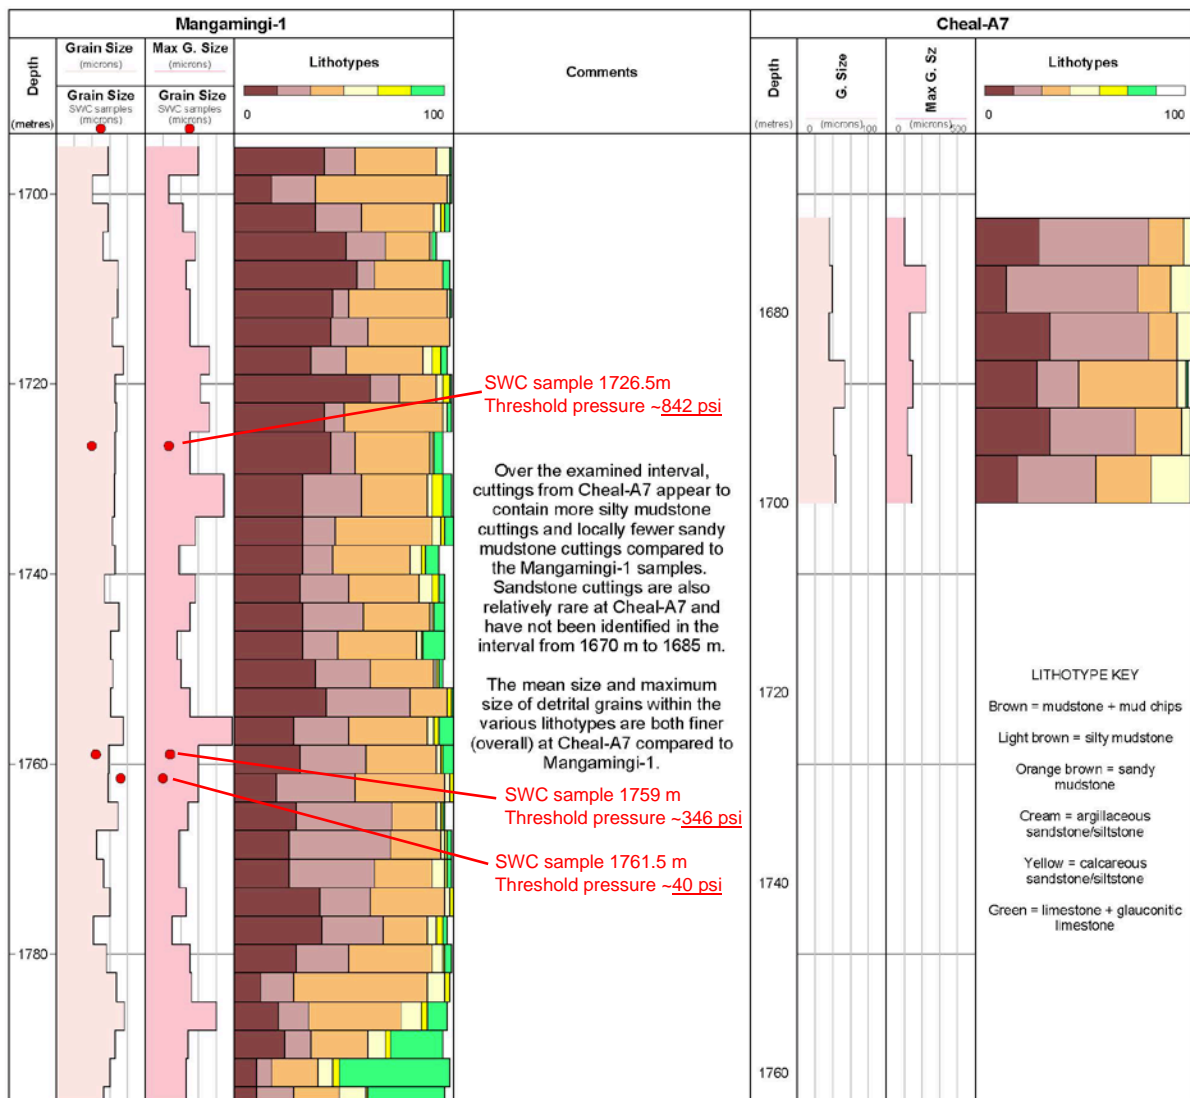 Mangamingi-1
Cheal-A7
Depth
(metres)
Grain Size
(microns)
Grain Size
SWC samples
(microns)
Max G. Size
(microns)
Grain Size
SWC samples
(microns)
Lithotypes
0 100
Comments
Depth
(metres)
G. Size
0 (microns) 100
Max G. Sz
0 (microns) 500
Lithotypes
0 100
1700
1720
1740
1760
1780
SWC sample 1726.5m
Threshold pressure ~842 psi
Over the examined interval,
cuttings from Cheal-A7 appear to
contain more silty mudstone
cuttings and locally fewer sandy
mudstone cuttings compared to
the Mangamingi-1 samples.
Sandstone cuttings are also
relatively rare at Cheal-A7 and
have not been identified in the
interval from 1670 m to 1685 m.
The mean size and maximum
size of detrital grains within the
various lithotypes are both finer
(overall) at Cheal-A7 compared to
Mangamingi-1.
SWC sample 1759 m
Threshold pressure ~346 psi
SWC sample 1761.5 m
Threshold pressure ~40 psi
1680
1700
1720
1740
1760
LITHOTYPE KEY
Brown = mudstone + mud chips
Light brown = silty mudstone
Orange brown = sandy
mudstone
Cream = argillaceous
sandstone/siltstone
Yellow = calcareous
sandstone/siltstone
Green = limestone + glauconitic
limestone